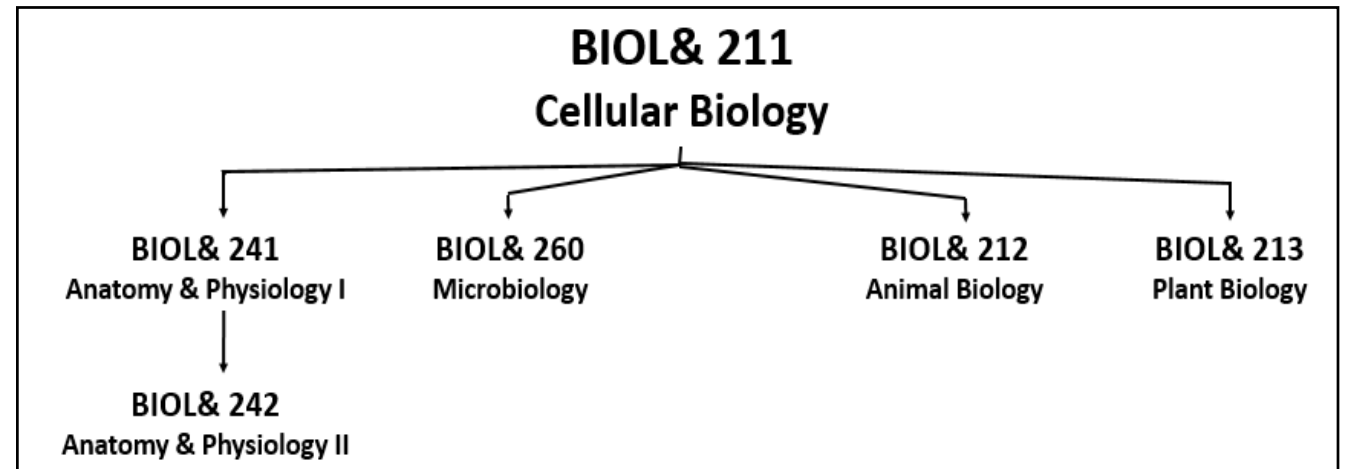 BIOL& 211
Cellular Biology
BIOL& 241
Anatomy & Physiology I
BIOL& 260
Microbiology
BIOL& 212
Animal Biology
BIOL& 213
Plant Biology
BIOL& 242
Anatomy & Physiology II